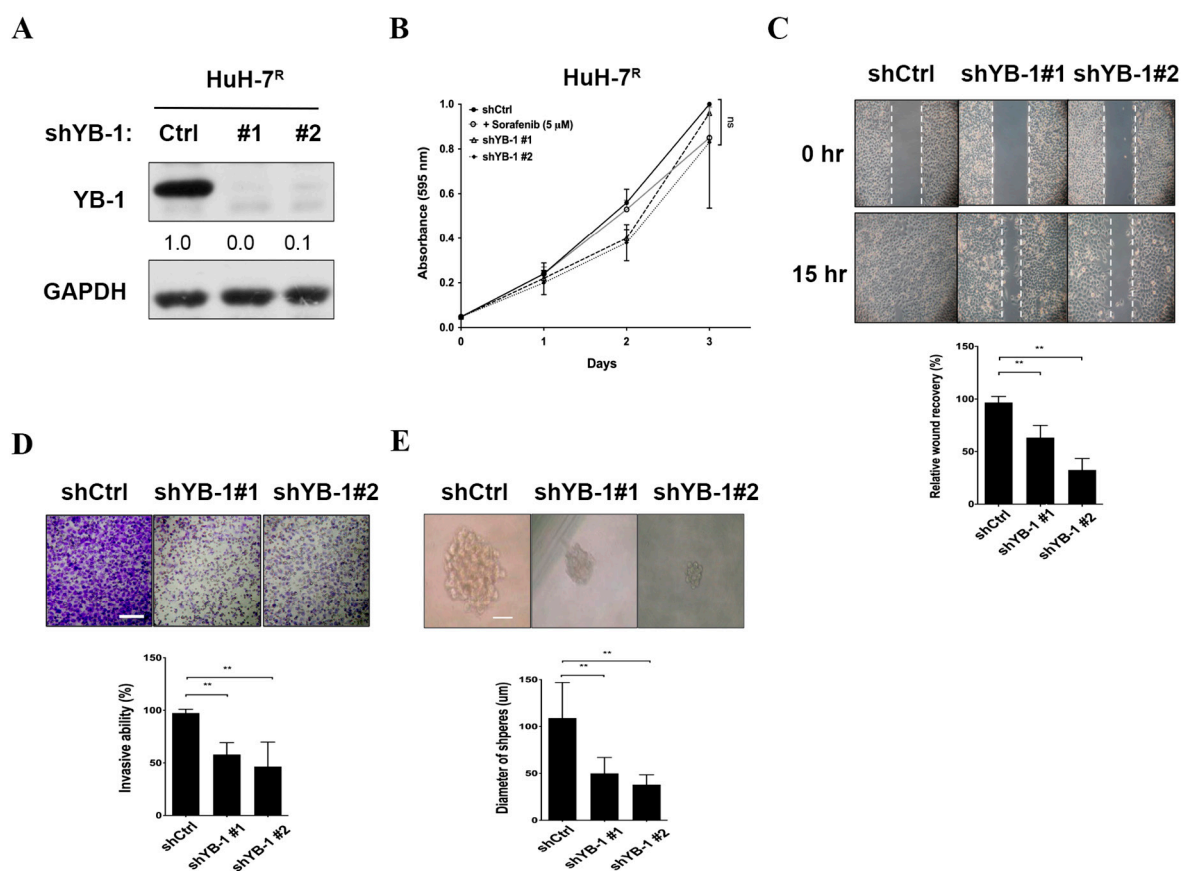 A
HuH-7ᴿ
shYB-1: Ctrl #1 #2
YB-1
1.0 0.0 0.1
GAPDH
B
HuH-7ᴿ
shCtrl
+ Sorafenib (5 μM)
shYB-1 #1
shYB-1 #2
ns
Absorbance (595 nm)
1.0
0.8
0.6
0.4
0.2
0.0
0 1 2 3
Days
C
shCtrl shYB-1#1 shYB-1#2
0 hr
15 hr
Relative wound recovery (%)
150
100
50
0
**
**
shCtrl
shYB-1 #1
shYB-1 #2
D
shCtrl shYB-1#1 shYB-1#2
Invasive ability (%)
150
100
50
0
**
**
shCtrl
shYB-1 #1
shYB-1 #2
E
shCtrl shYB-1#1 shYB-1#2
Diameter of shperes (um)
150
100
50
0
**
**
shCtrl
shYB-1 #1
shYB-1 #2